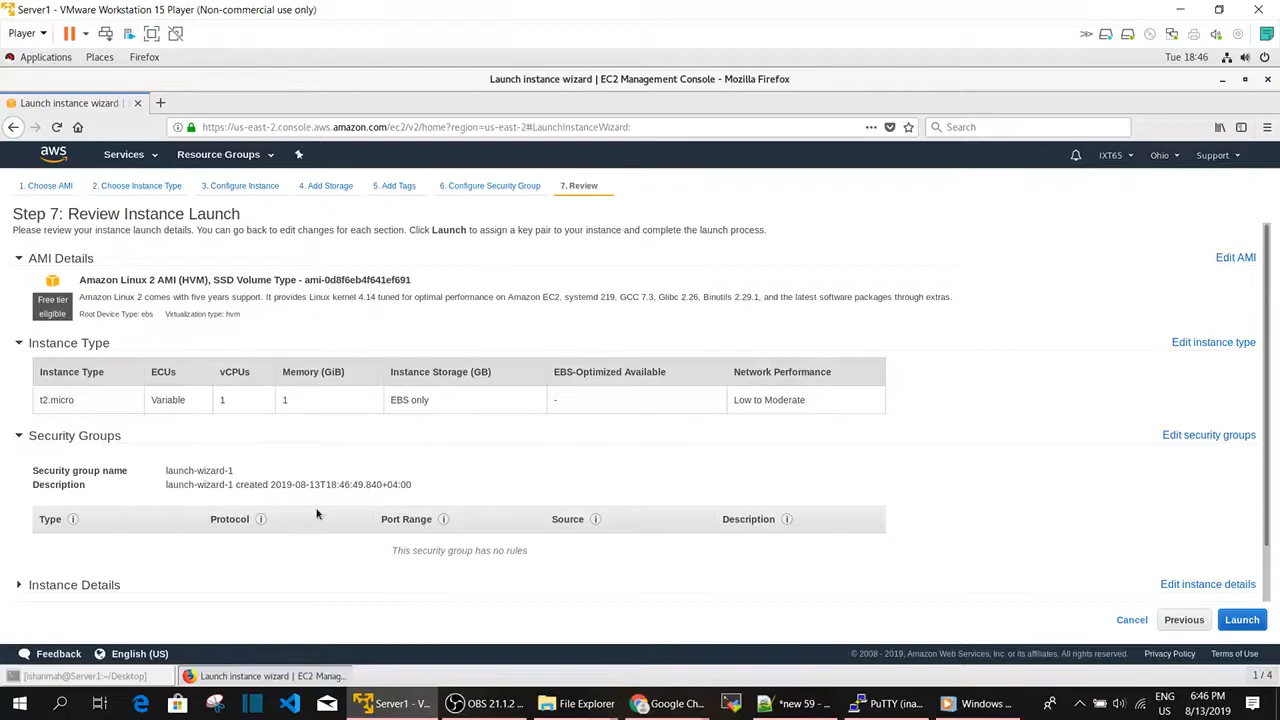 Server1 - VMware Workstation 15 Player (Non-commercial use only)
Player
Applications Places Firefox Tue 18:46
Launch instance wizard | EC2 Management Console - Mozilla Firefox
Launch instance wizard |
https://us-east-2.console.aws.amazon.com/ec2/v2/home?region=us-east-2#LaunchInstanceWizard: Search
aws Services Resource Groups IXT65 Ohio Support
1. Choose AMI 2. Choose Instance Type 3. Configure Instance 4. Add Storage 5. Add Tags 6. Configure Security Group 7. Review
Step 7: Review Instance Launch
Please review your instance launch details. You can go back to edit changes for each section. Click Launch to assign a key pair to your instance and complete the launch process.
AMI Details Edit AMI
Amazon Linux 2 AMI (HVM), SSD Volume Type - ami-0d8f6eb4f641ef691
Free tier eligible
Amazon Linux 2 comes with five years support. It provides Linux kernel 4.14 tuned for optimal performance on Amazon EC2, systemd 219, GCC 7.3, Glibc 2.26, Binutils 2.29.1, and the latest software packages through extras.
Root Device Type: ebs Virtualization type: hvm
Instance Type Edit instance type
Instance Type ECUs vCPUs Memory (GiB) Instance Storage (GB) EBS-Optimized Available Network Performance
t2.micro Variable 1 1 EBS only - Low to Moderate
Security Groups Edit security groups
Security group name launch-wizard-1
Description launch-wizard-1 created 2019-08-13T18:46:49.840+04:00
Type Protocol Port Range Source Description
This security group has no rules
Instance Details Edit instance details
Cancel Previous Launch
Feedback English (US) © 2008 - 2019, Amazon Web Services, Inc. or its affiliates. All rights reserved. Privacy Policy Terms of Use
[ishanmah@Server1:~/Desktop] Launch instance wizard | EC2 Manag... 1 / 4
Server1 - V... OBS 21.1.2 ... File Explorer Google Ch... *new 59 - ... PuTTY (ina... Windows ... ENG US 6:46 PM 8/13/2019